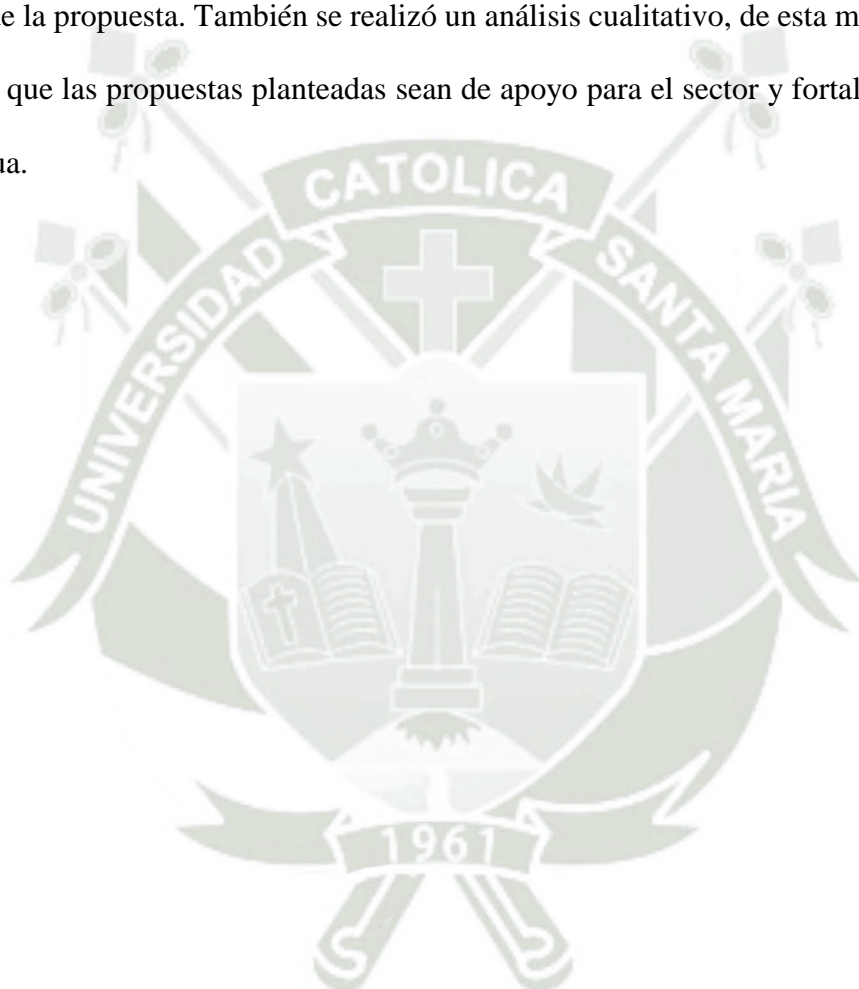 e la propuesta. También se realizó un análisis cualitativo, de esta m
que las propuestas planteadas sean de apoyo para el sector y fortal
ua.
UNIVERSIDAD CATOLICA SANTA MARIA
1961